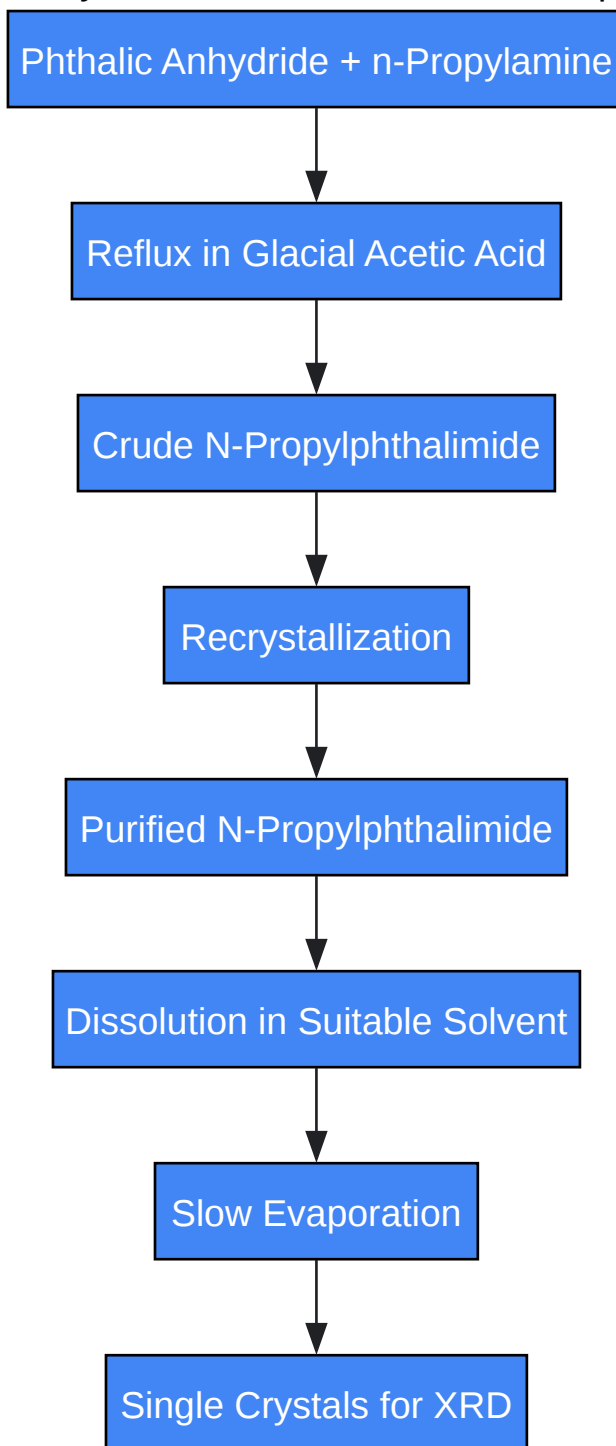 Phthalic Anhydride + n-Propylamine
Reflux in Glacial Acetic Acid
Crude N-Propylphthalimide
Recrystallization
Purified N-Propylphthalimide
Dissolution in Suitable Solvent
Slow Evaporation
Single Crystals for XRD